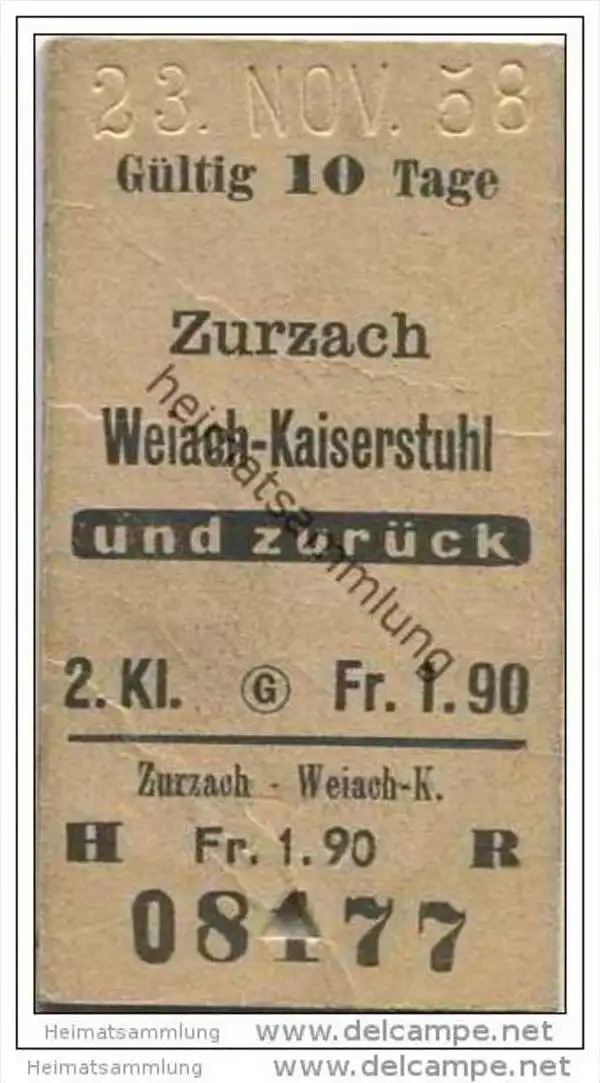 23. NOV. 58
Gültig 10 Tage
Zurzach
Weiach-Kaiserstuhl
und zurück
2. Kl. G Fr. 1.90
Zurzach - Weiach-K.
H Fr. 1.90 R
08177
heimatsammlung
Heimatsammlung www.delcampe.net
Heimatsammlung www.delcampe.net